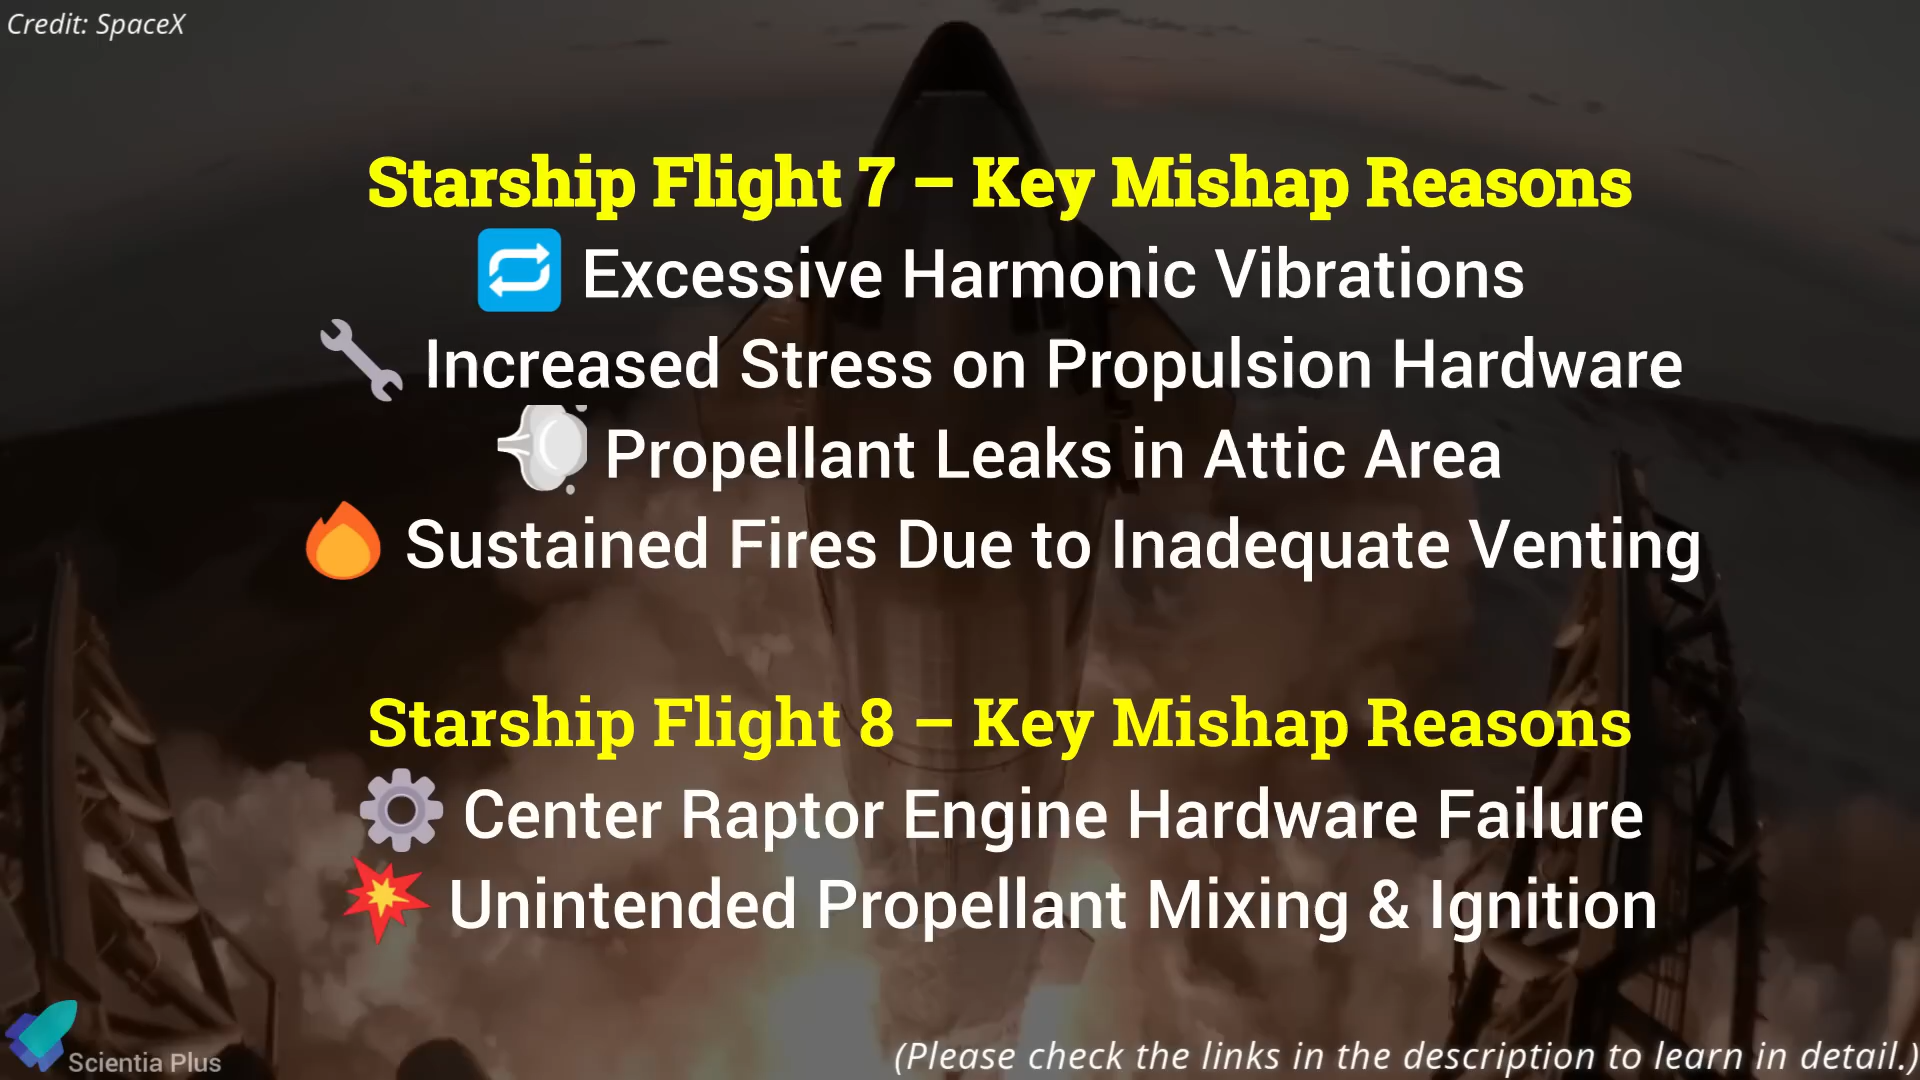 Credit: SpaceX
Starship Flight 7 – Key Mishap Reasons
🔁 Excessive Harmonic Vibrations
🔧 Increased Stress on Propulsion Hardware
💨 Propellant Leaks in Attic Area
🔥 Sustained Fires Due to Inadequate Venting
Starship Flight 8 – Key Mishap Reasons
⚙️ Center Raptor Engine Hardware Failure
💥 Unintended Propellant Mixing & Ignition
Scientia Plus
(Please check the links in the description to learn in detail.)